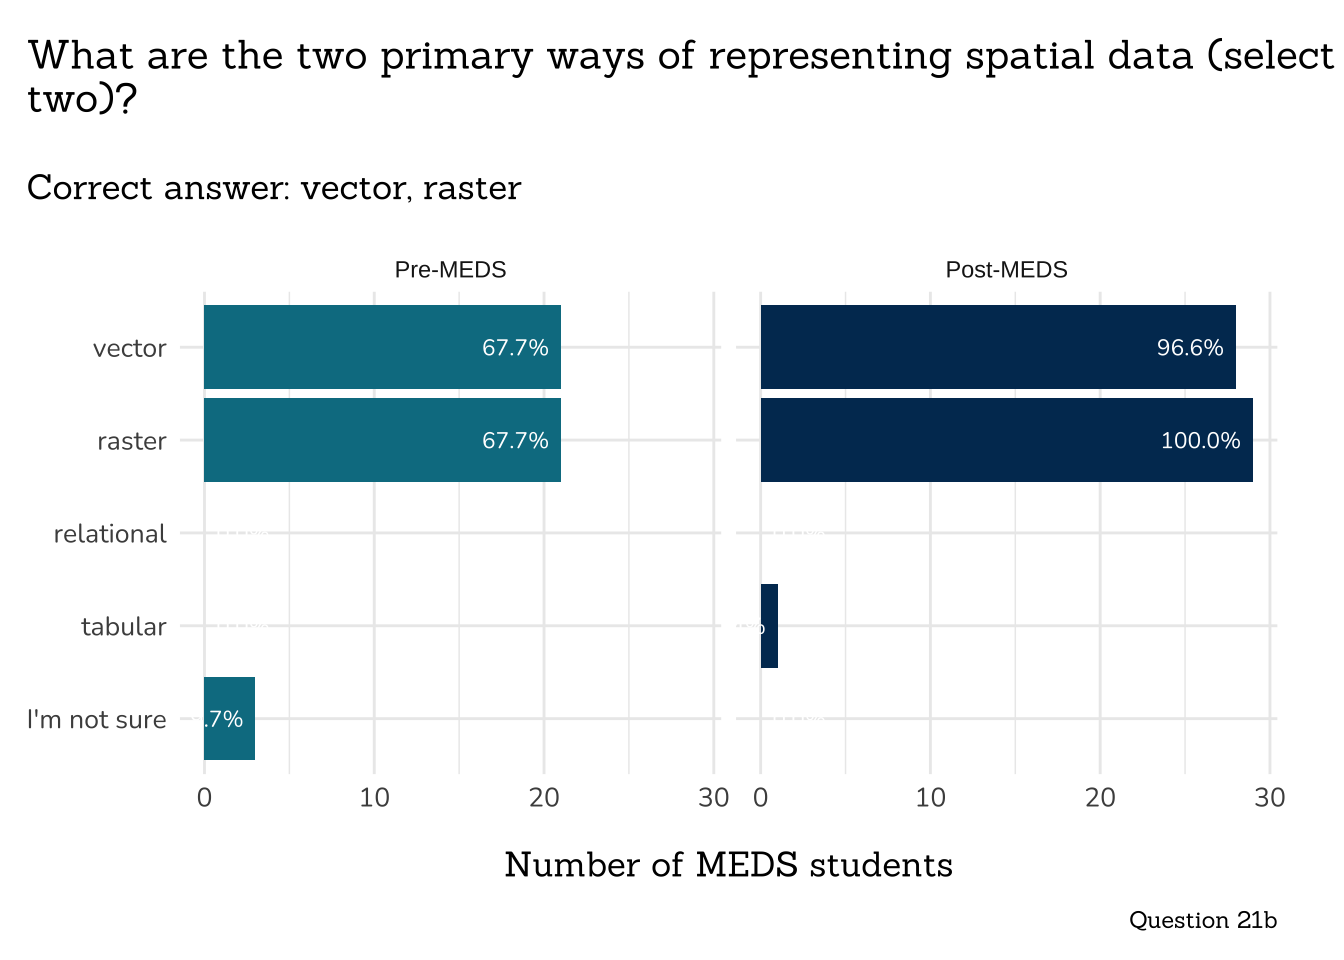 What are the two primary ways of representing spatial data (select
two)?
Correct answer: vector, raster
Pre-MEDS
Post-MEDS
vector
67.7%
96.6%
raster
67.7%
100.0%
relational
tabular
I'm not sure
.7%
0 10 20 30 0 10 20 30
Number of MEDS students
Question 21b